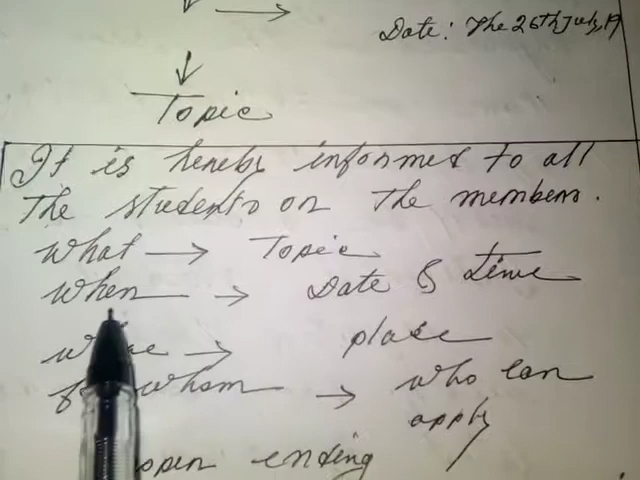 Date: The 26th July, 19
Topic
It is hereby informed to all
the students or the members.
what → Topic
when → Date & time
→ place
whom → who can
apply
open ending